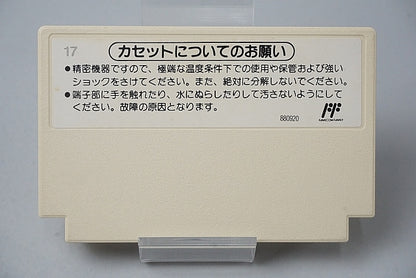 17
カセットについてのお願い
●精密機器ですので、極端な温度条件下での使用や保管および強い
ショックをさけてください。また、絶対に分解しないでください。
●端子部に手を触れたり、水にぬらしたりして汚さないようにして
ください。故障の原因となります。
880920